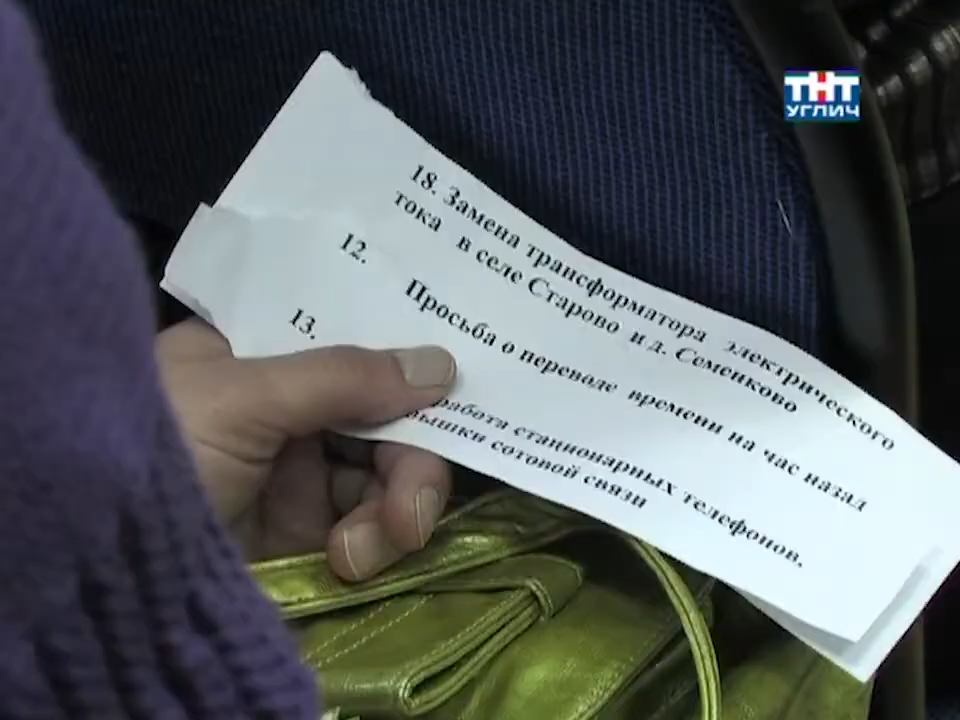 ТНТ
УГЛИЧ
18. Замена трансформатора электрического
тока в селе Старово и д. Семенково
12. Просьба о переводе времени на час назад
13. работа стационарных телефонов.
вышки сотовой связи